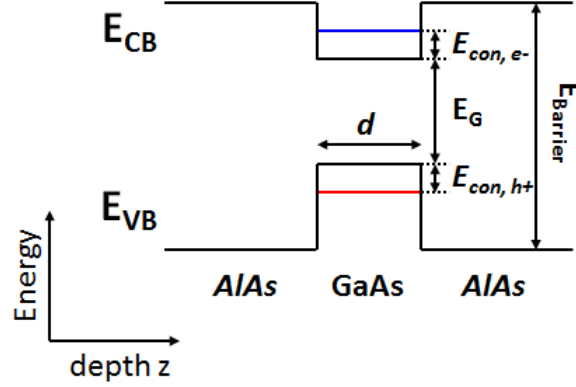 E_CB
E_con, e-
E_G
E_Barrier
d
E_con, h+
E_VB
AlAs GaAs AlAs
Energy
depth z